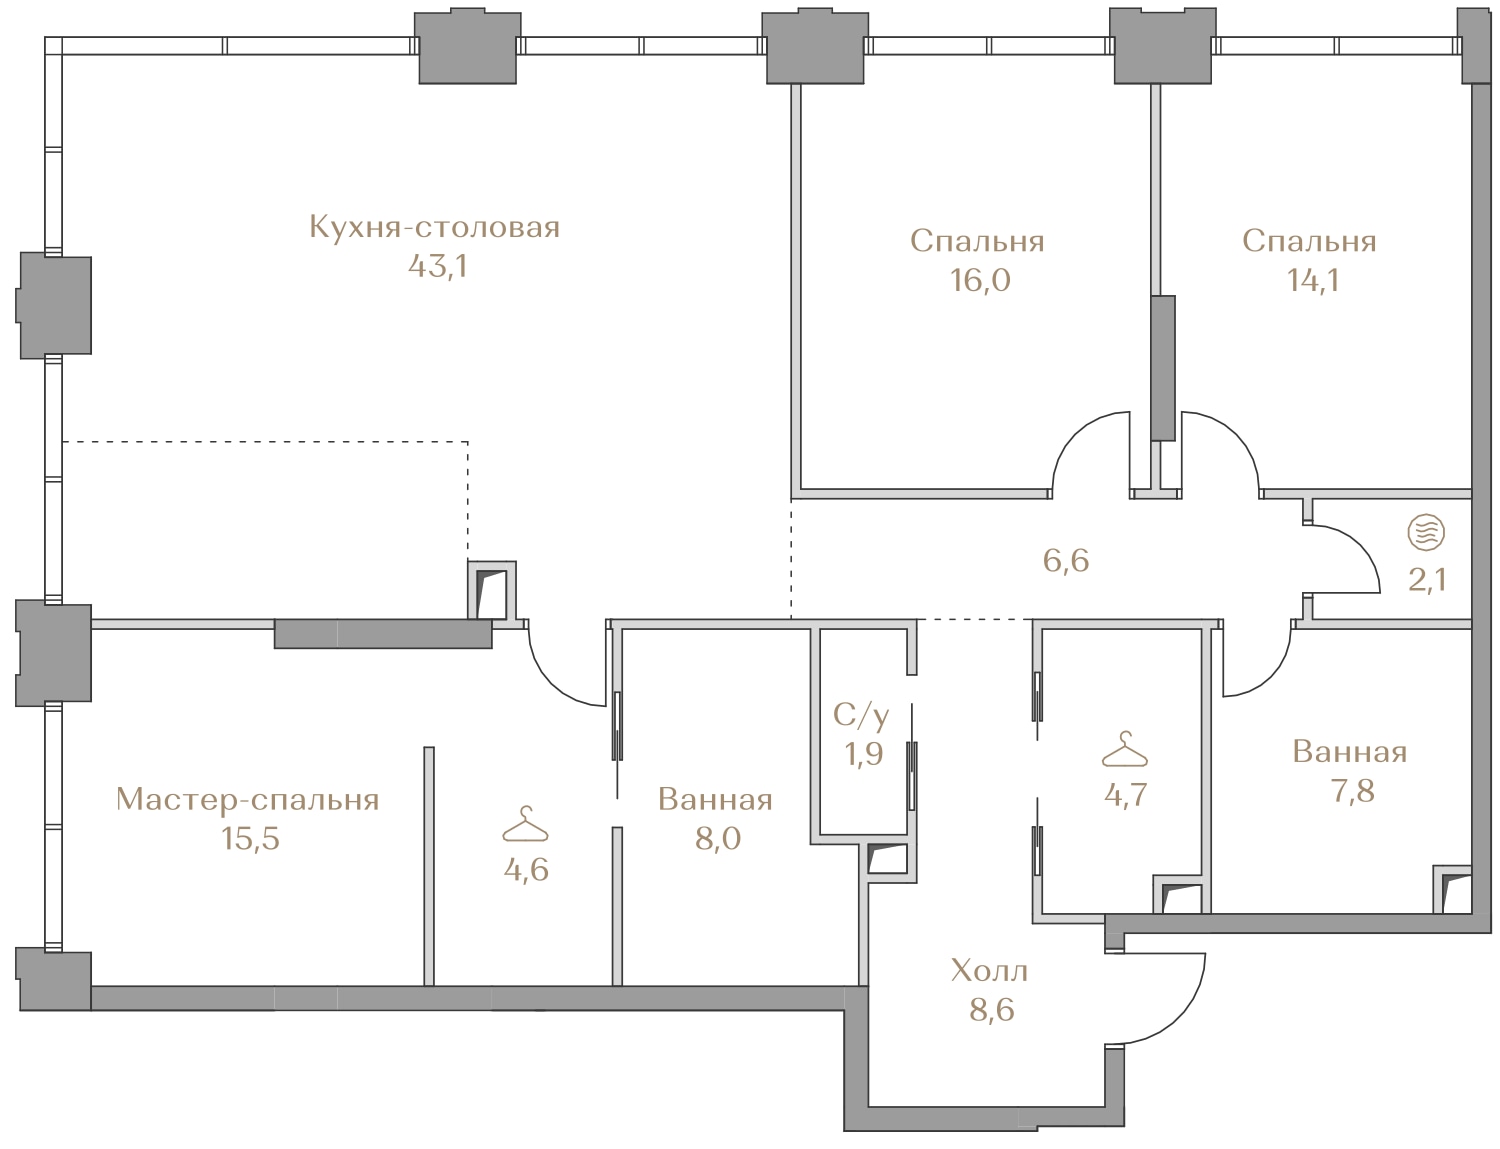 Кухня-столовая
43,1
Спальня
16,0
Спальня
14,1
6,6
2,1
С/у
1,9
Мастер-спальня
15,5
4,6
Ванная
8,0
4,7
Ванная
7,8
Холл
8,6